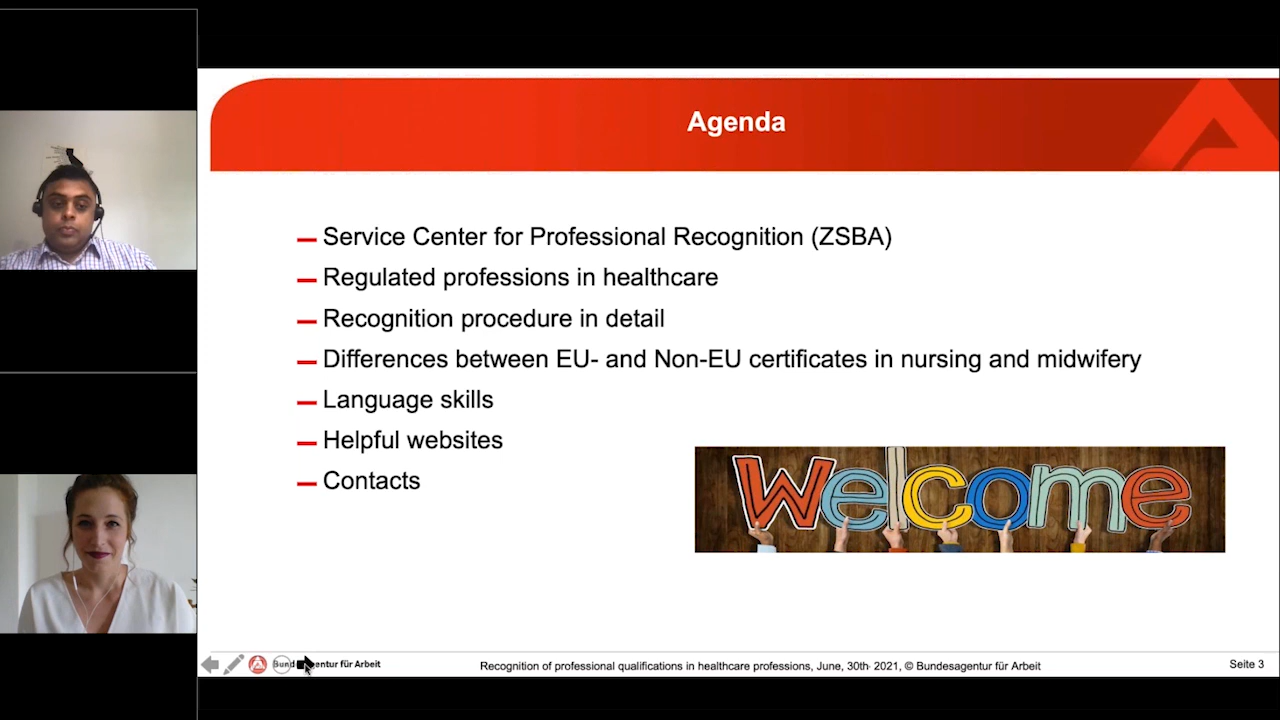 Agenda
Service Center for Professional Recognition (ZSBA)
Regulated professions in healthcare
Recognition procedure in detail
Differences between EU- and Non-EU certificates in nursing and midwifery
Language skills
Helpful websites
Contacts
Welcome
Bund entur für Arbeit
Recognition of professional qualifications in healthcare professions, June, 30th 2021, © Bundesagentur für Arbeit
Seite 3